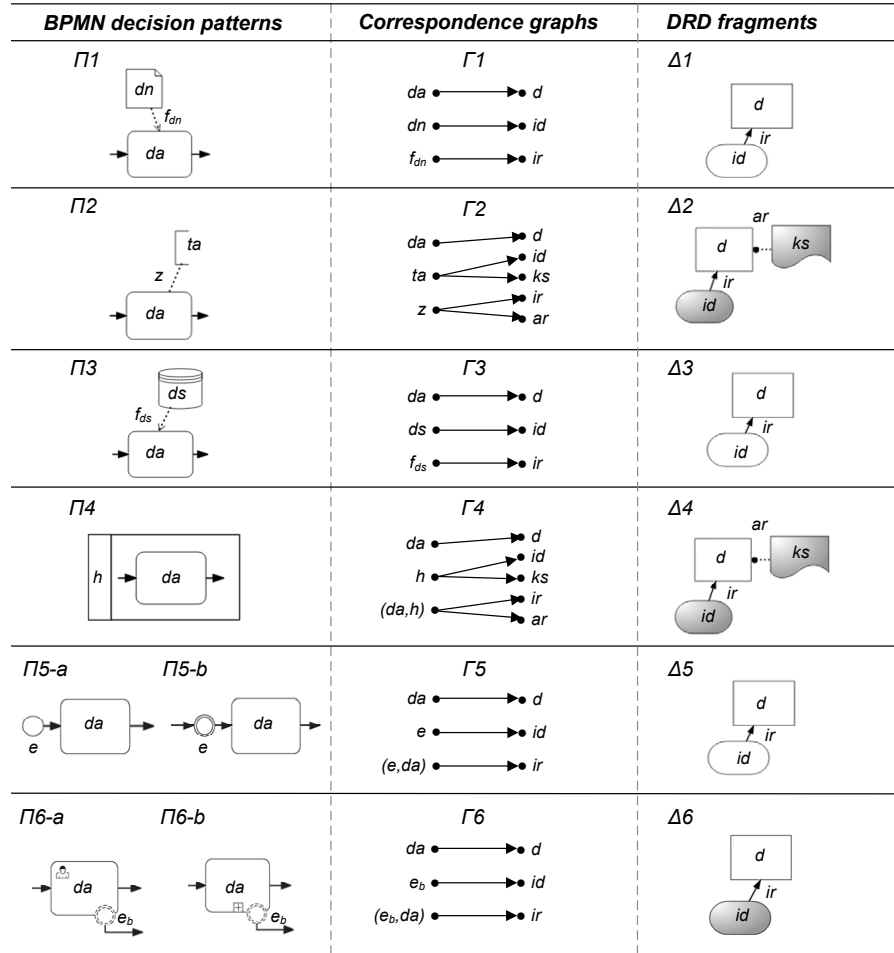 BPMN decision patterns Correspondence graphs DRD fragments
Π1 Γ1 Δ1
dn
f_dn
da
da d
dn id
f_dn ir
d
ir
id
Π2 Γ2 Δ2
ta
z
da
da d
id
ta ks
z ir
ar
ar
d ks
ir
id
Π3 Γ3 Δ3
ds
f_ds
da
da d
ds id
f_ds ir
d
ir
id
Π4 Γ4 Δ4
h da
da d
id
h ks
(da,h) ir
ar
ar
d ks
ir
id
Π5-a Π5-b Γ5 Δ5
da da
e e
da d
e id
(e,da) ir
d
ir
id
Π6-a Π6-b Γ6 Δ6
da da
e_b e_b
da d
e_b id
(e_b,da) ir
d
ir
id